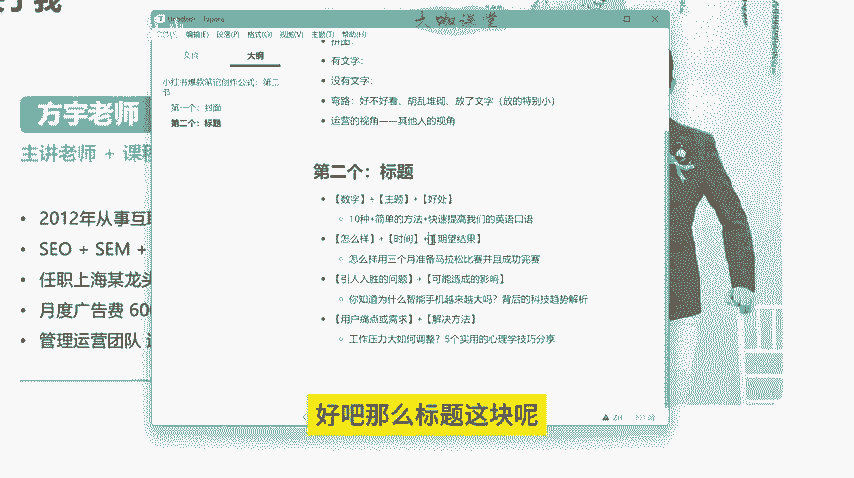 方宇老师
主讲老师 + 课程
• 2012年从事互联
• SEO + SEM +
• 任职上海某龙头
• 月度广告费 600
• 管理运营团队
大咖课堂
编辑(E) 段落(P) 格式(O) 视图(V) 主题(T) 帮助(H)
文件 大纲
小红书爆款笔记创作公式：第二
第一个：封面
第二个：标题
• 拼图：
• 有文字：
• 没有文字：
• 弯路：好不好看、胡乱堆砌、放了文字（放的特别小）
• 运营的视角——其他人的视角
第二个：标题
• 【数字】+【主题】+【好处】
◦ 10种+简单的方法+快速提高我们的英语口语
• 【怎么样】+【时间】+【期望结果】
◦ 怎么样用三个月准备马拉松比赛并且成功完赛
• 【引人入胜的问题】+【可能造成的影响】
◦ 你知道为什么智能手机越来越大吗？背后的科技趋势解析
• 【用户痛点或需求】+【解决方法】
◦ 工作压力大如何调整？5个实用的心理学技巧分享
好吧那么标题这块呢